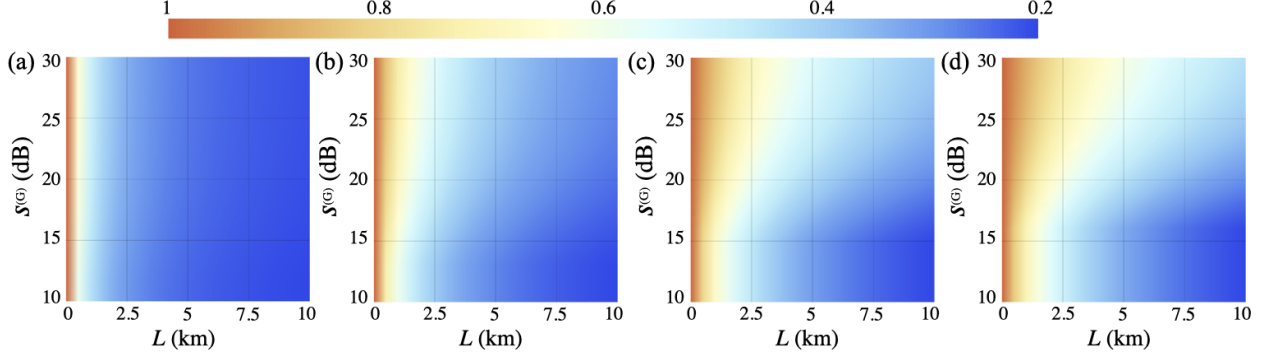 1 0.8 0.6 0.4 0.2
(a) 30 (b) 30 (c) 30 (d) 30
25 25 25 25
S(G) (dB) S(G) (dB) S(G) (dB) S(G) (dB)
20 20 20 20
15 15 15 15
10 10 10 10
0 2.5 5 7.5 10 0 2.5 5 7.5 10 0 2.5 5 7.5 10 0 2.5 5 7.5 10
L (km) L (km) L (km) L (km)